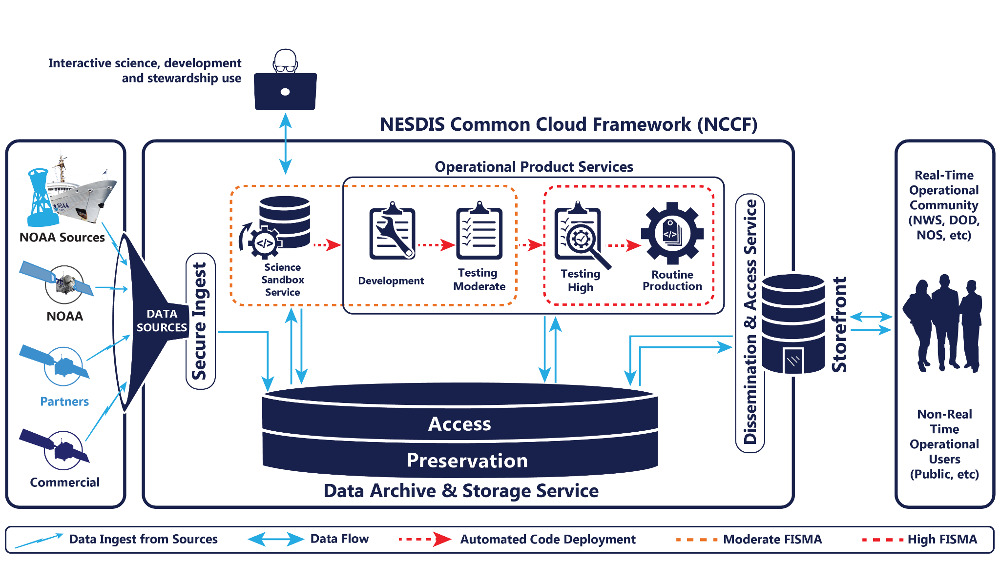 Interactive science, development
and stewardship use
NESDIS Common Cloud Framework (NCCF)
NOAA
NOAA Sources
NOAA
Partners
Commercial
DATA
SOURCES
Secure Ingest
Operational Product Services
</>
Science
Sandbox
Service
Development
Testing
Moderate
Testing
High
</>
Routine
Production
Access
Preservation
Data Archive & Storage Service
Dissemination & Access Service
Storefront
Real-Time
Operational
Community
(NWS, DOD,
NOS, etc)
Non-Real
Time
Operational
Users
(Public, etc)
Data Ingest from Sources
Data Flow
Automated Code Deployment
Moderate FISMA
High FISMA